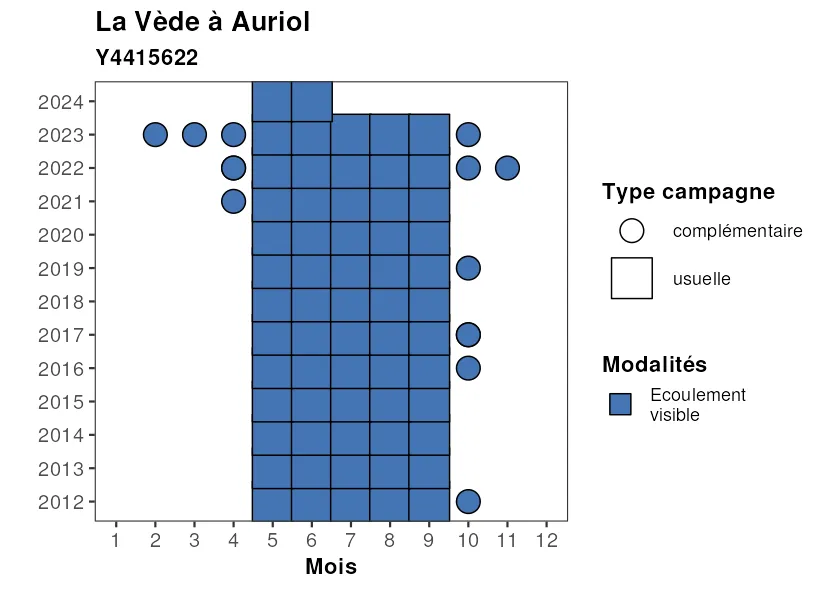 La Vède à Auriol
Y4415622
2024
2023
2022
2021
2020
2019
2018
2017
2016
2015
2014
2013
2012
1 2 3 4 5 6 7 8 9 10 11 12
Mois
Type campagne
complémentaire
usuelle
Modalités
Ecoulement
visible